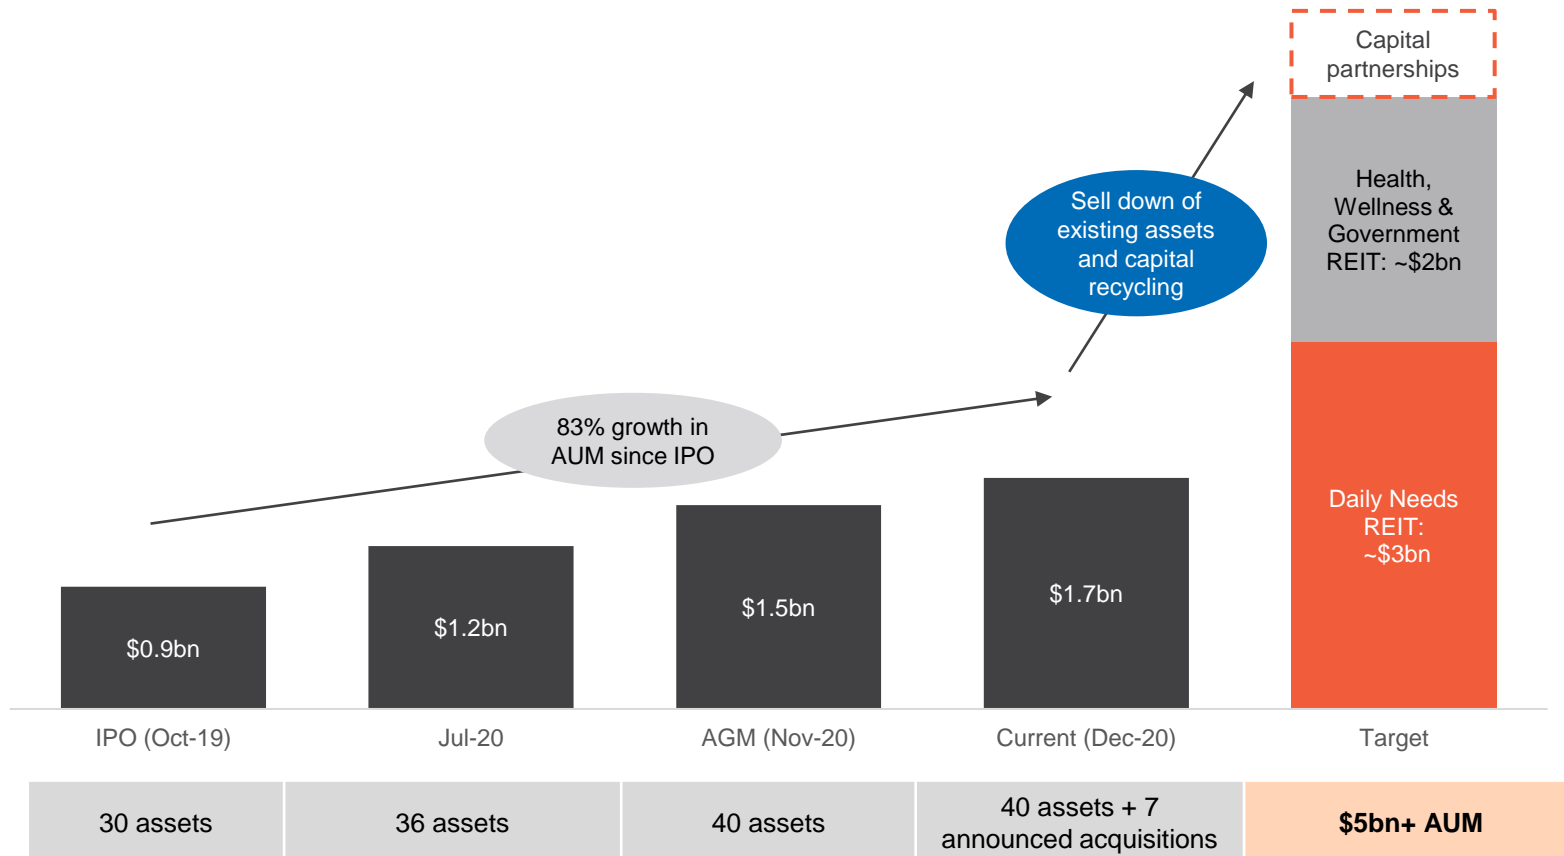 Capital
partnerships
Health,
Wellness &
Government
REIT: ~$2bn
Sell down of
existing assets
and capital
recycling
83% growth in
AUM since IPO
Daily Needs
REIT:
~$3bn
$0.9bn
$1.2bn
$1.5bn
$1.7bn
IPO (Oct-19)
Jul-20
AGM (Nov-20)
Current (Dec-20)
Target
30 assets
36 assets
40 assets
40 assets + 7
announced acquisitions
$5bn+ AUM